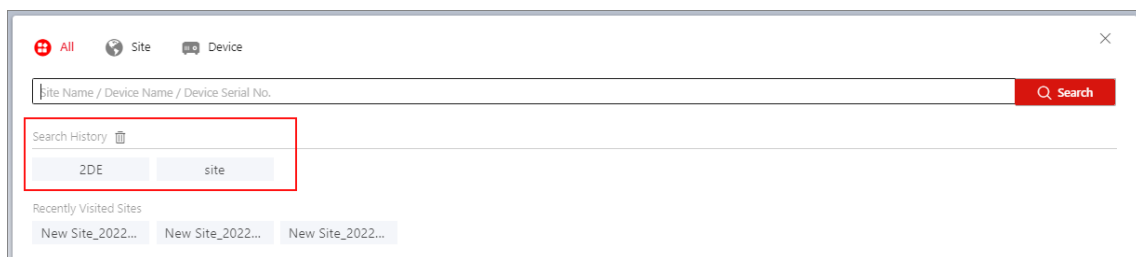 All Site Device
Site Name / Device Name / Device Serial No. Search
Search History
2DE site
Recently Visited Sites
New Site_2022... New Site_2022... New Site_2022...